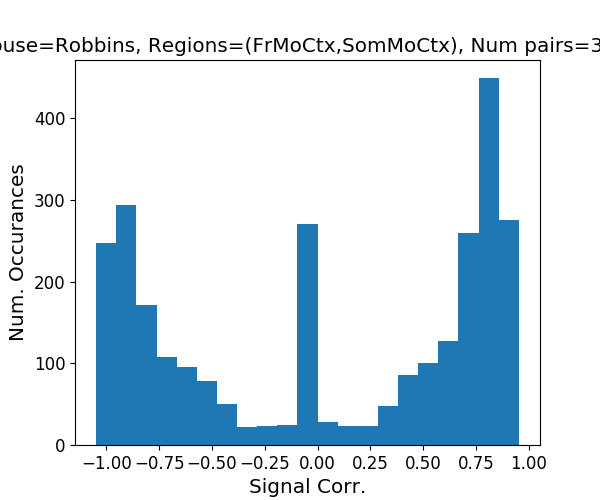 ouse=Robbins, Regions=(FrMoCtx,SomMoCtx), Num pairs=3
400
300
200
100
0
Num. Occurances
−1.00 −0.75 −0.50 −0.25 0.00 0.25 0.50 0.75 1.00
Signal Corr.